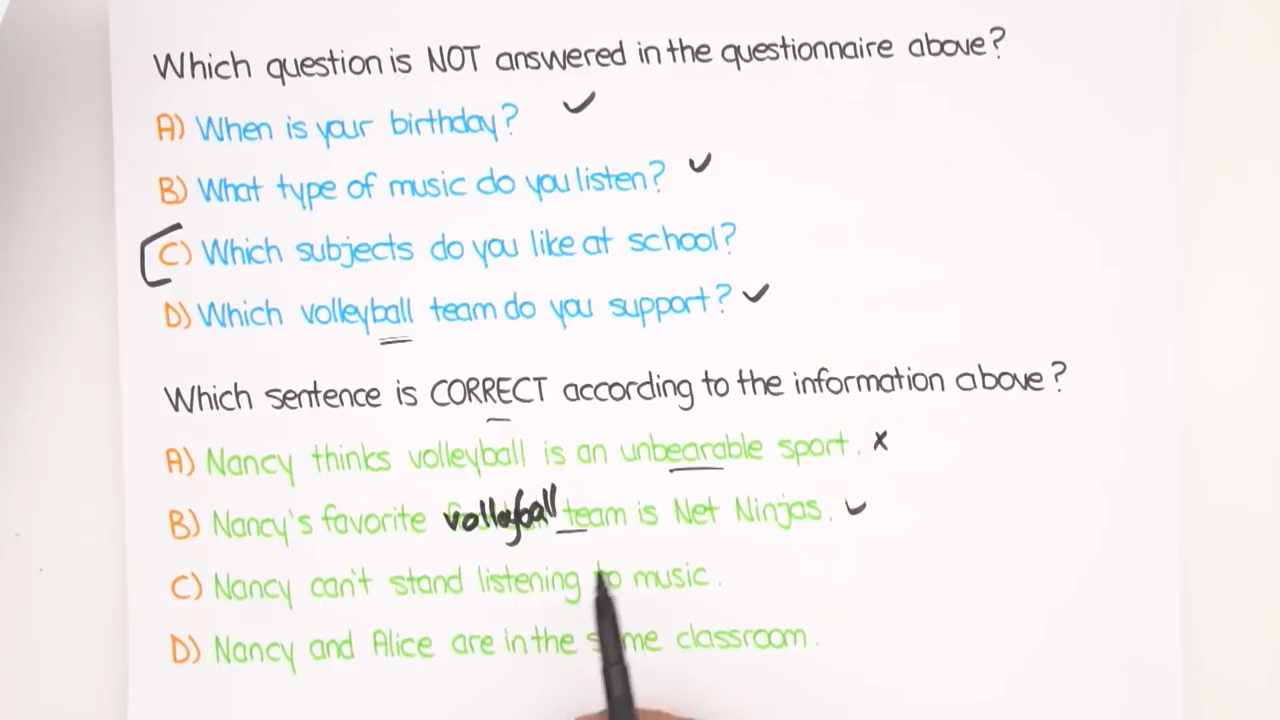 Which question is NOT answered in the questionnaire above?
A) When is your birthday?
B) What type of music do you listen?
C) Which subjects do you like at school?
D) Which volleyball team do you support?
Which sentence is CORRECT according to the information above?
A) Nancy thinks volleyball is an unbearable sport.
B) Nancy's favorite volleyball team is Net Ninjas.
C) Nancy can't stand listening to music.
D) Nancy and Alice are in the same classroom.